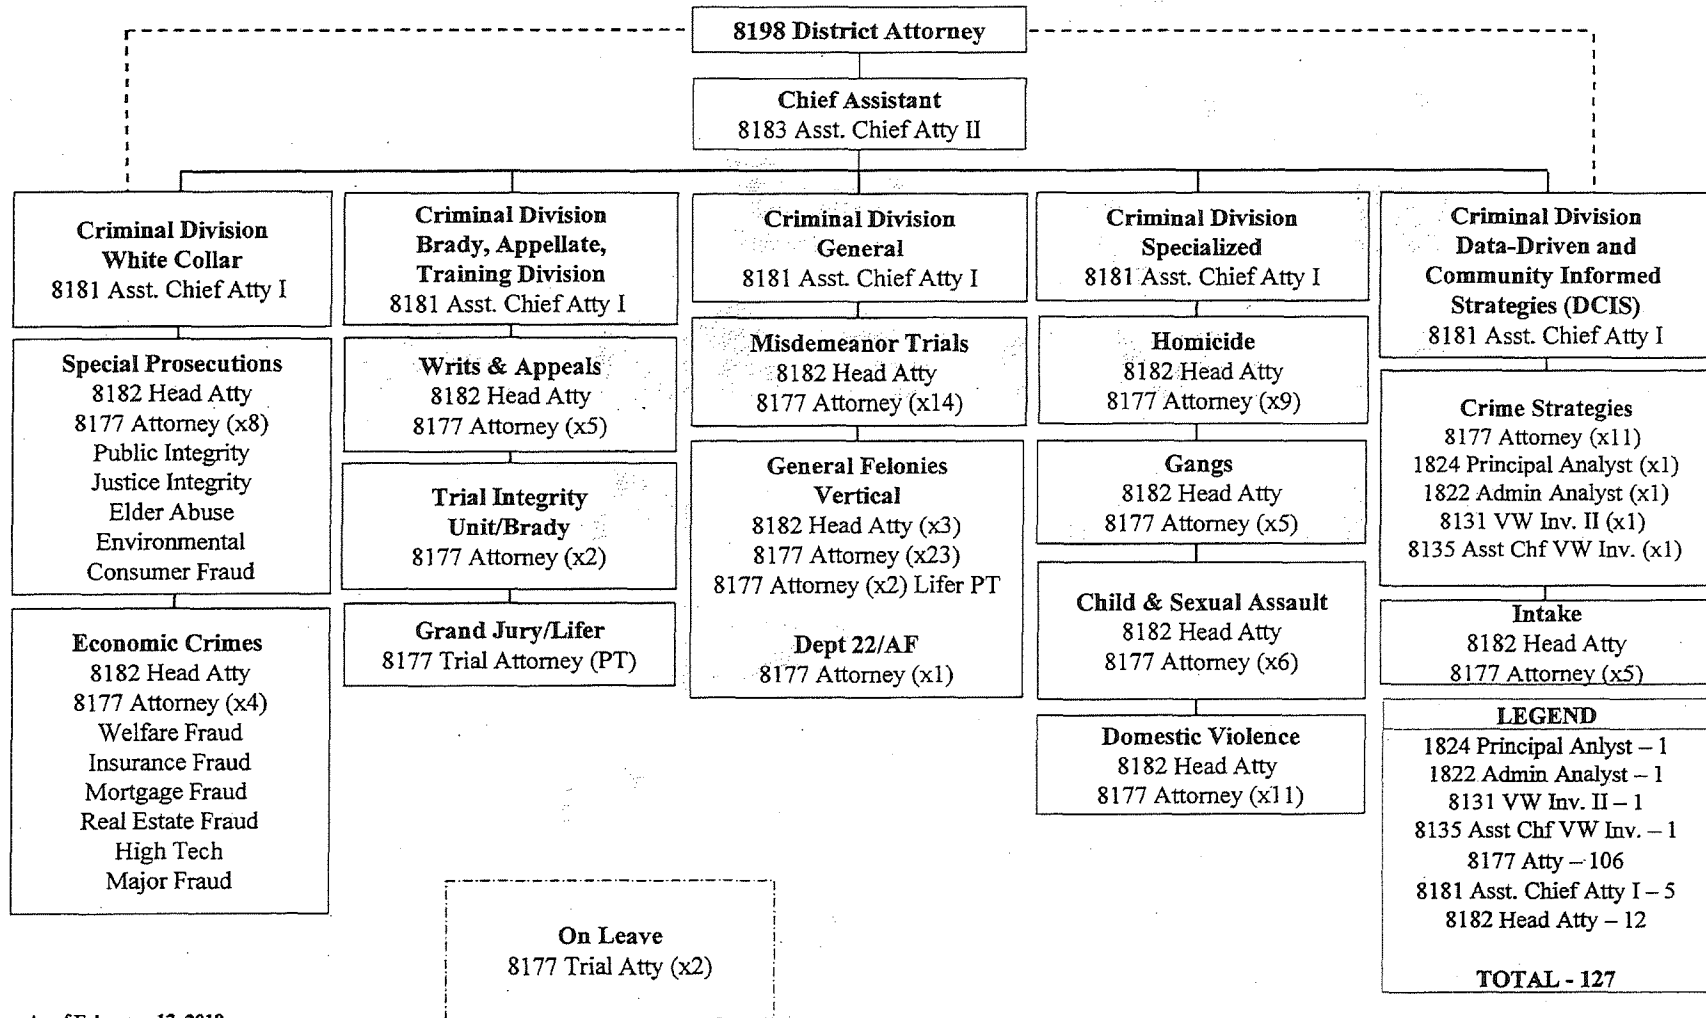 8198 District Attorney
Chief Assistant
8183 Asst. Chief Atty II
Criminal Division
White Collar
8181 Asst. Chief Atty I
Special Prosecutions
8182 Head Atty
8177 Attorney (x8)
Public Integrity
Justice Integrity
Elder Abuse
Environmental
Consumer Fraud
Economic Crimes
8182 Head Atty
8177 Attorney (x4)
Welfare Fraud
Insurance Fraud
Mortgage Fraud
Real Estate Fraud
High Tech
Major Fraud
Criminal Division
Brady, Appellate,
Training Division
8181 Asst. Chief Atty I
Writs & Appeals
8182 Head Atty
8177 Attorney (x5)
Trial Integrity
Unit/Brady
8177 Attorney (x2)
Grand Jury/Lifer
8177 Trial Attorney (PT)
Criminal Division
General
8181 Asst. Chief Atty I
Misdemeanor Trials
8182 Head Atty
8177 Attorney (x14)
General Felonies
Vertical
8182 Head Atty (x3)
8177 Attorney (x23)
8177 Attorney (x2) Lifer PT
Dept 22/AF
8177 Attorney (x1)
Criminal Division
Specialized
8181 Asst. Chief Atty I
Homicide
8182 Head Atty
8177 Attorney (x9)
Gangs
8182 Head Atty
8177 Attorney (x5)
Child & Sexual Assault
8182 Head Atty
8177 Attorney (x6)
Domestic Violence
8182 Head Atty
8177 Attorney (x11)
Criminal Division
Data-Driven and
Community Informed
Strategies (DCIS)
8181 Asst. Chief Atty I
Crime Strategies
8177 Attorney (x11)
1824 Principal Analyst (x1)
1822 Admin Analyst (x1)
8131 VW Inv. II (x1)
8135 Asst Chf VW Inv. (x1)
Intake
8182 Head Atty
8177 Attorney (x5)
LEGEND
1824 Principal Anlyst – 1
1822 Admin Analyst – 1
8131 VW Inv. II – 1
8135 Asst Chf VW Inv. – 1
8177 Atty – 106
8181 Asst. Chief Atty I – 5
8182 Head Atty – 12
TOTAL - 127
On Leave
8177 Trial Atty (x2)